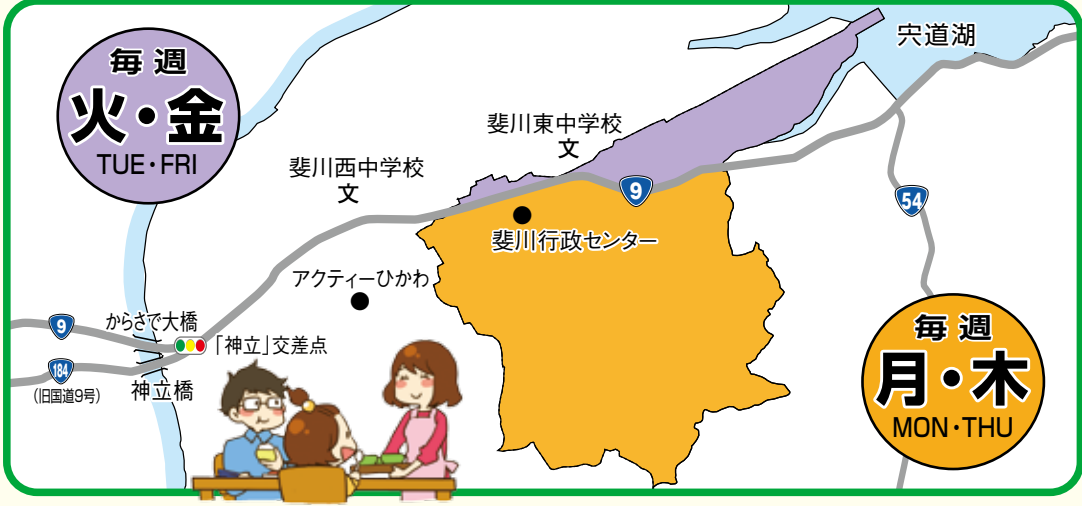 毎週
火・金
TUE・FRI
宍道湖
斐川東中学校
文
斐川西中学校
文
9
54
斐川行政センター
アクティーひかわ
9
からさで大橋
「神立」交差点
184
(旧国道9号)
神立橋
毎週
月・木
MON・THU